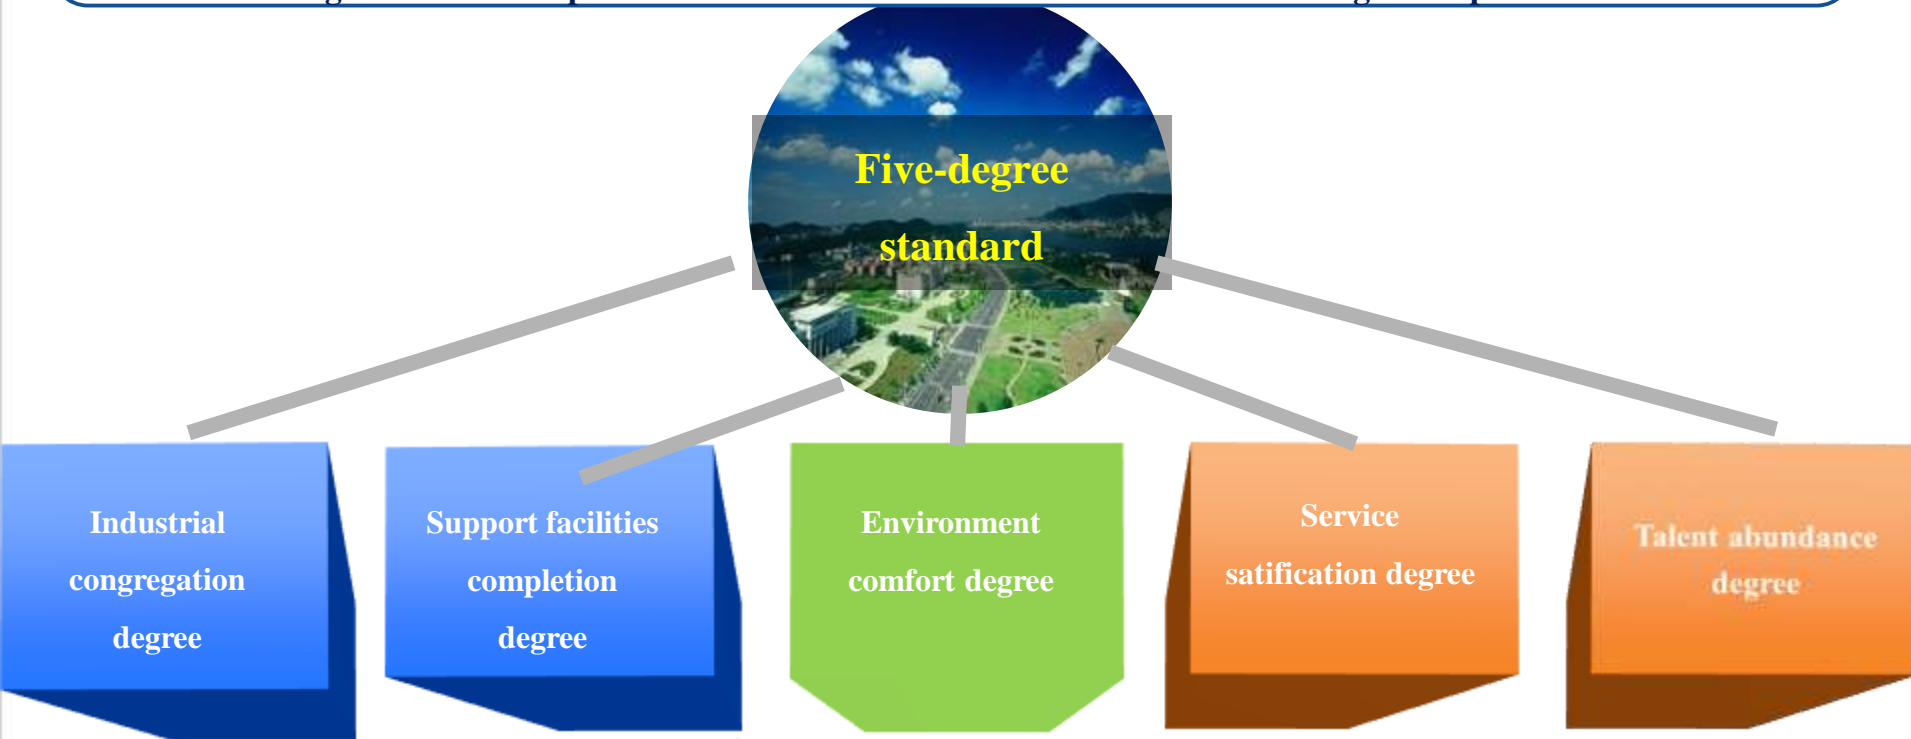 Five-degree
standard
Industrial
congregation
degree
Support facilities
completion
degree
Environment
comfort degree
Service
satification degree
Talent abundance
degree